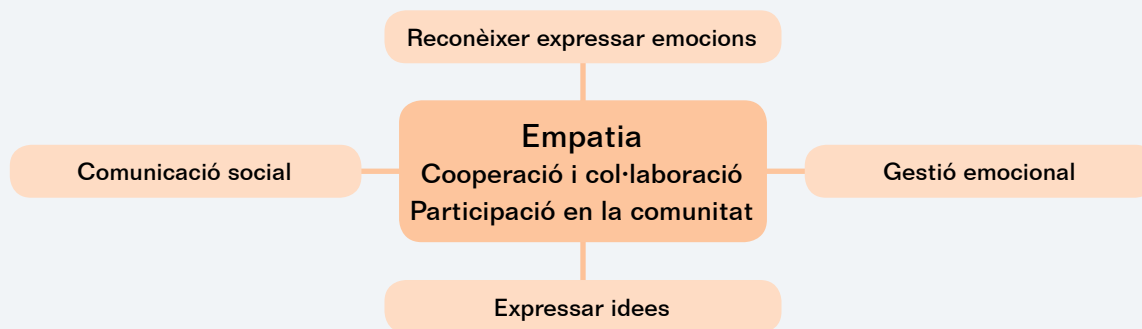 Reconèixer expressar emocions
Empatia
Cooperació i col·laboració
Participació en la comunitat
Comunicació social
Gestió emocional
Expressar idees